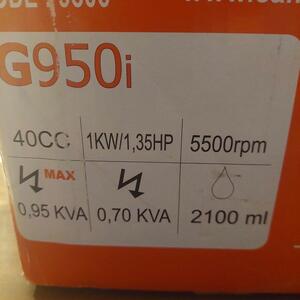 G950i
40CC 1KW/1,35HP 5500rpm
MAX
0,95 KVA 0,70 KVA 2100 ml